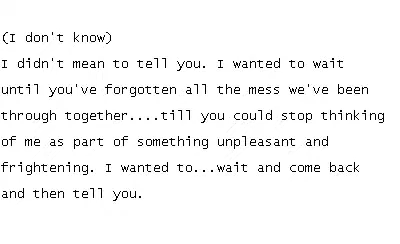 (I don't know)
I didn't mean to tell you. I wanted to wait
until you've forgotten all the mess we've been
through together....till you could stop thinking
of me as part of something unpleasant and
frightening. I wanted to...wait and come back
and then tell you.